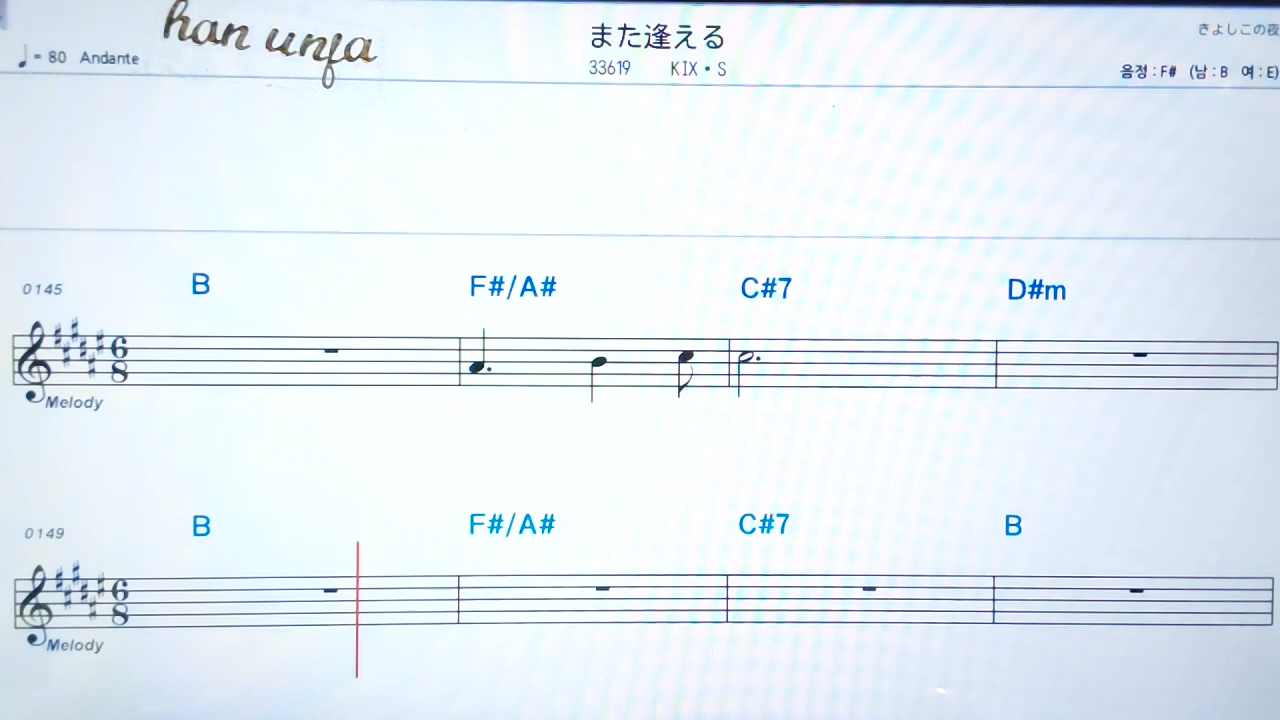 han unfa
また逢える
きよしこの夜
♩= 80 Andante
33619 KIX・S
음정 : F# (남 : B 여 : E)
0145 B F#/A# C#7 D#m
6
8
Melody
0149 B F#/A# C#7 B
6
8
Melody